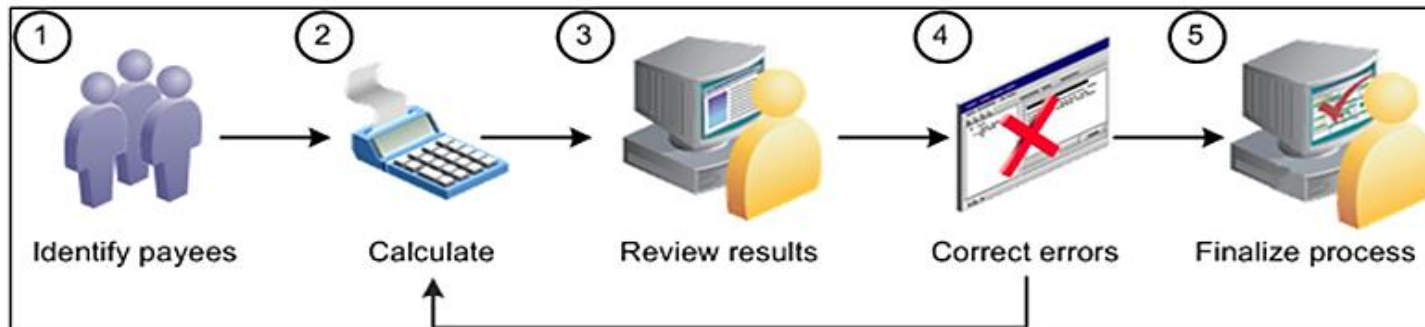 1
2
3
4
5
Identify payees
Calculate
Review results
Correct errors
Finalize process